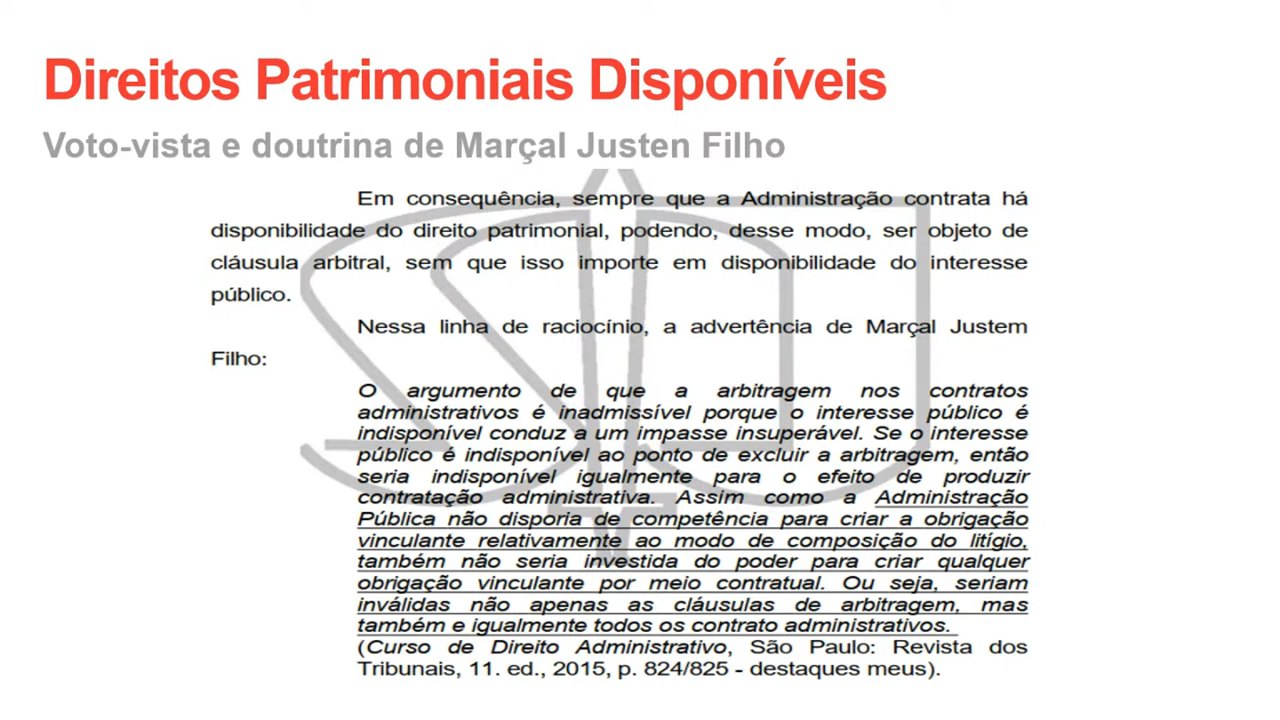 Direitos Patrimoniais Disponíveis
Voto-vista e doutrina de Marçal Justen Filho
Em consequência, sempre que a Administração contrata há
disponibilidade do direito patrimonial, podendo, desse modo, ser objeto de
cláusula arbitral, sem que isso importe em disponibilidade do interesse
público.
Nessa linha de raciocínio, a advertência de Marçal Justem
Filho:
O argumento de que a arbitragem nos contratos
administrativos é inadmissível porque o interesse público é
indisponível conduz a um impasse insuperável. Se o interesse
público é indisponível ao ponto de excluir a arbitragem, então
seria indisponível igualmente para o efeito de produzir
contratação administrativa. Assim como a Administração
Pública não disporia de competência para criar a obrigação
vinculante relativamente ao modo de composição do litígio,
também não seria investida do poder para criar qualquer
obrigação vinculante por meio contratual. Ou seja, seriam
inválidas não apenas as cláusulas de arbitragem, mas
também e igualmente todos os contrato administrativos.
(Curso de Direito Administrativo, São Paulo: Revista dos
Tribunais, 11. ed., 2015, p. 824/825 - destaques meus).